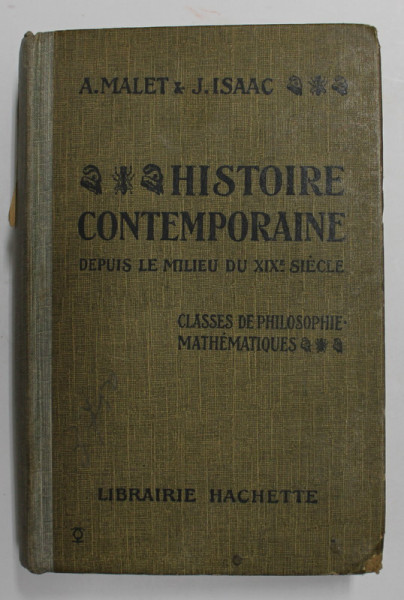 A. MALET & J. ISAAC
HISTOIRE
CONTEMPORAINE
DEPUIS LE MILIEU DU XIXᵉ SIÈCLE
CLASSES DE PHILOSOPHIE·
MATHÉMATIQUES
LIBRAIRIE HACHETTE